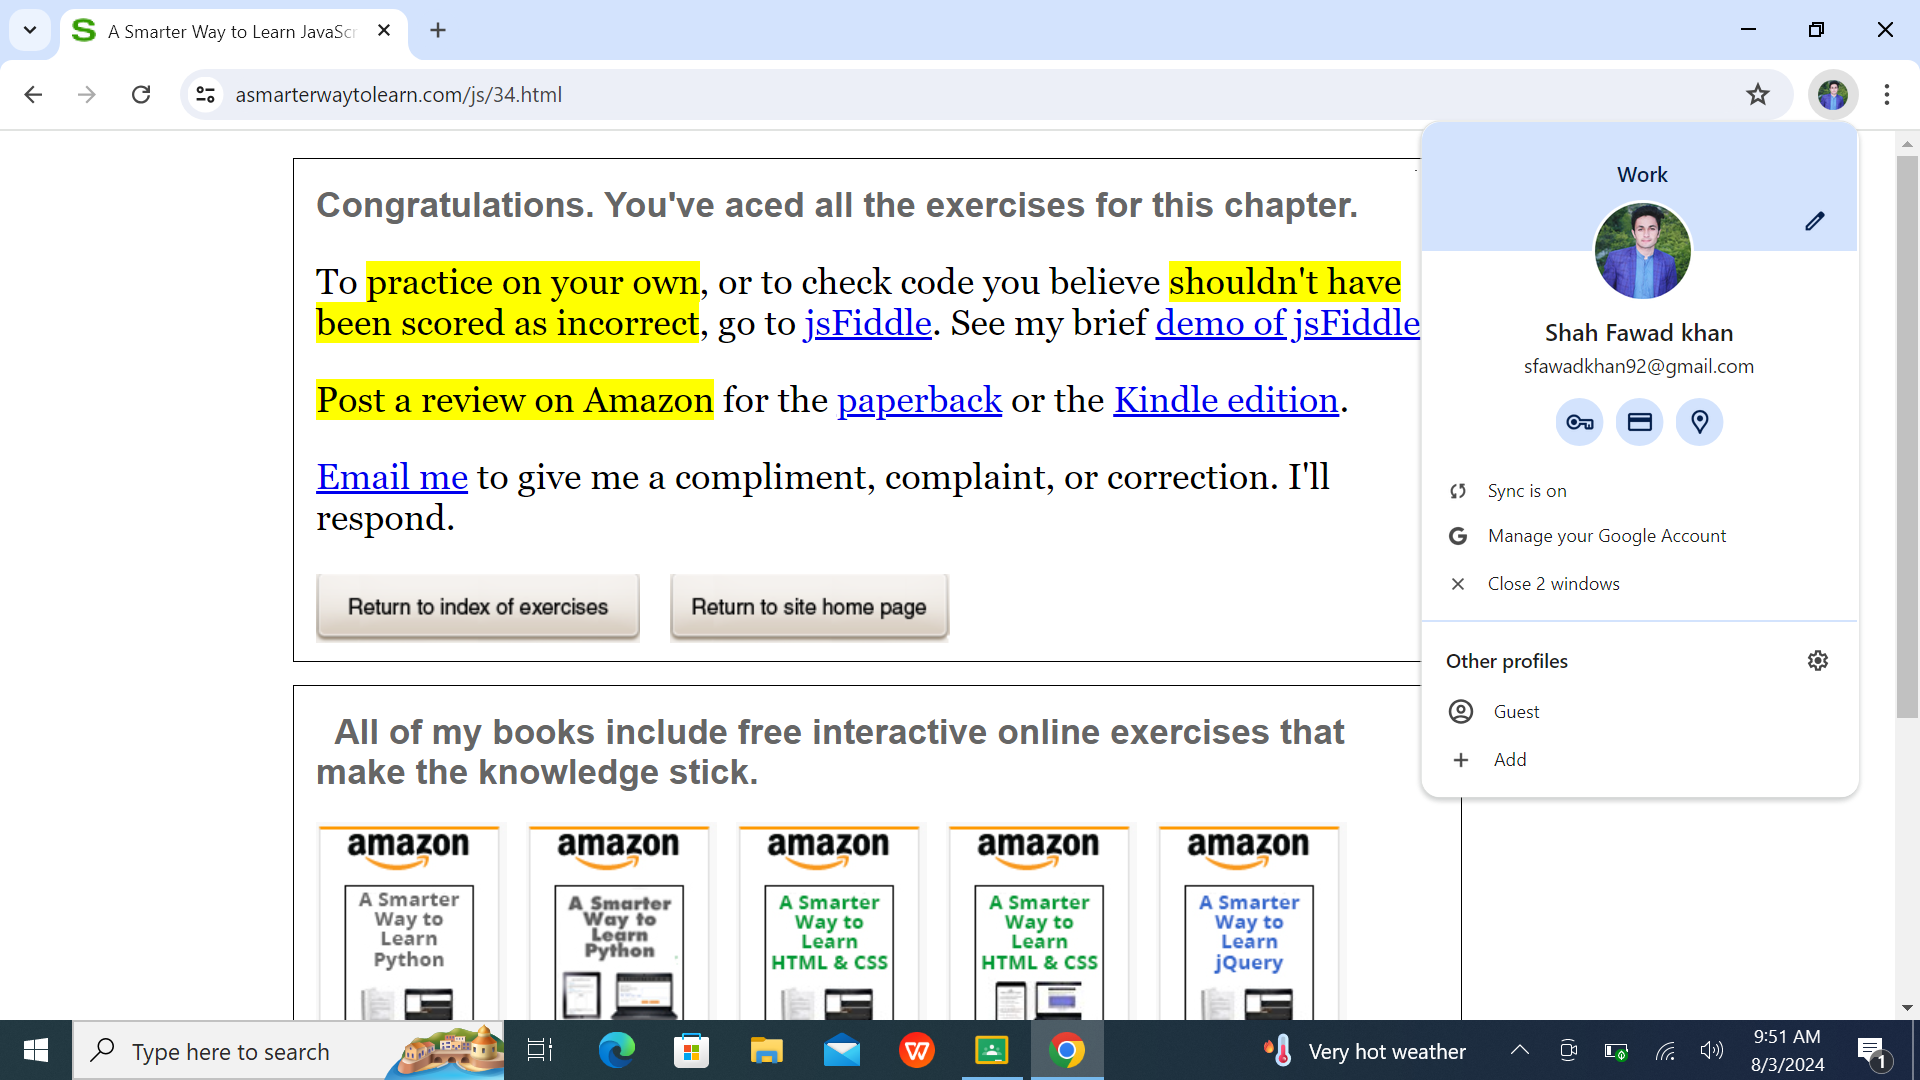 A Smarter Way to Learn JavaScr
asmarterwaytolearn.com/js/34.html
Congratulations. You've aced all the exercises for this chapter.
To practice on your own, or to check code you believe shouldn't have
been scored as incorrect, go to jsFiddle. See my brief demo of jsFiddle
Post a review on Amazon for the paperback or the Kindle edition.
Email me to give me a compliment, complaint, or correction. I'll
respond.
Return to index of exercises
Return to site home page
Work
Shah Fawad khan
sfawadkhan92@gmail.com
Sync is on
Manage your Google Account
Close 2 windows
Other profiles
Guest
Add
All of my books include free interactive online exercises that
make the knowledge stick.
amazon
A Smarter
Way to
Learn
Python
amazon
A Smarter
Way to
Learn
Python
amazon
A Smarter
Way to
Learn
HTML & CSS
amazon
A Smarter
Way to
Learn
HTML & CSS
amazon
A Smarter
Way to
Learn
jQuery
Type here to search
Very hot weather
9:51 AM
8/3/2024
1